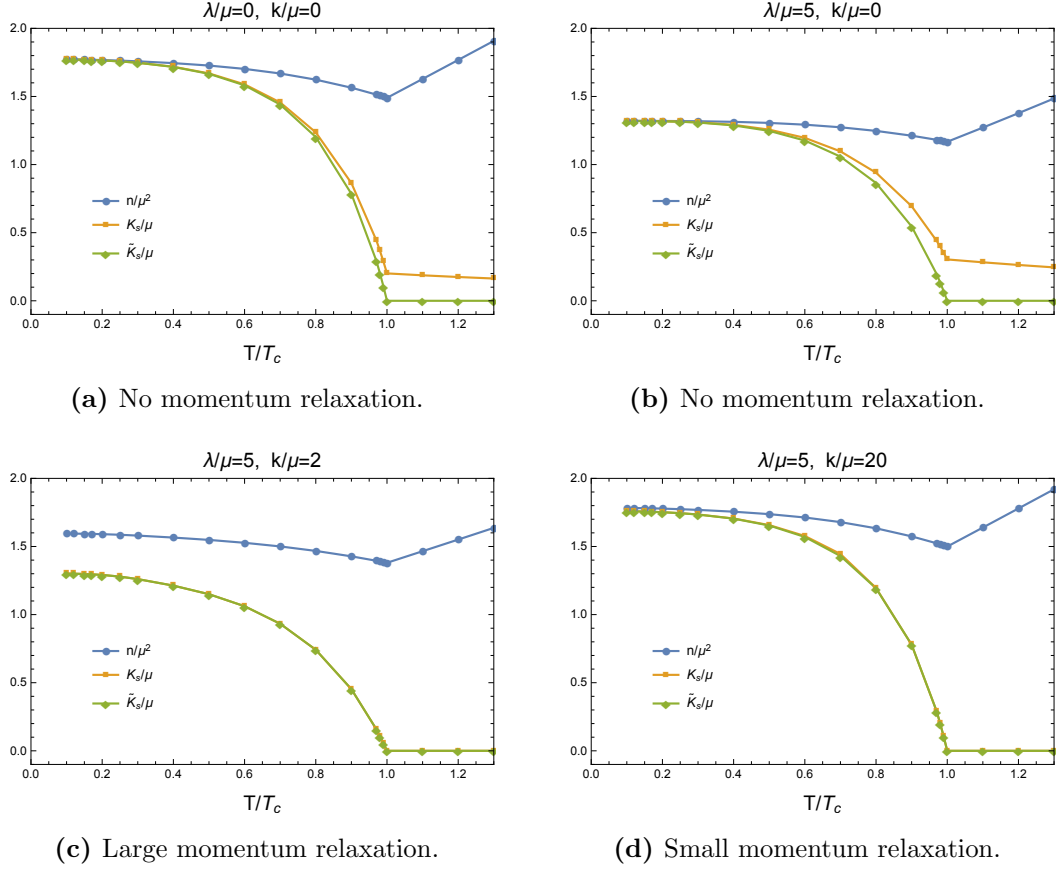 λ/μ=0, k/μ=0
2.0
1.5
1.0
0.5
0.0
n/μ²
K_s/μ
K̃_s/μ
0.0 0.2 0.4 0.6 0.8 1.0 1.2
T/T_c
(a) No momentum relaxation.
λ/μ=5, k/μ=0
2.0
1.5
1.0
0.5
0.0
n/μ²
K_s/μ
K̃_s/μ
0.0 0.2 0.4 0.6 0.8 1.0 1.2
T/T_c
(b) No momentum relaxation.
λ/μ=5, k/μ=2
2.0
1.5
1.0
0.5
0.0
n/μ²
K_s/μ
K̃_s/μ
0.0 0.2 0.4 0.6 0.8 1.0 1.2
T/T_c
(c) Large momentum relaxation.
λ/μ=5, k/μ=20
2.0
1.5
1.0
0.5
0.0
n/μ²
K_s/μ
K̃_s/μ
0.0 0.2 0.4 0.6 0.8 1.0 1.2
T/T_c
(d) Small momentum relaxation.